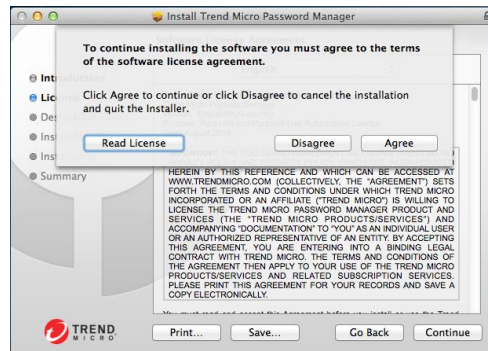 Install Trend Micro Password Manager
To continue installing the software you must agree to the terms
of the software license agreement.
Click Agree to continue or click Disagree to cancel the installation
and quit the Installer.
Read License
Disagree
Agree
Summary
HEREIN BY THIS REFERENCE AND WHICH CAN BE ACCESSED AT
WWW.TRENDMICRO.COM (COLLECTIVELY, THE "AGREEMENT") SETS
FORTH THE TERMS AND CONDITIONS UNDER WHICH TREND MICRO
INCORPORATED OR AN AFFILIATE ("TREND MICRO") IS WILLING TO
LICENSE THE TREND MICRO PASSWORD MANAGER PRODUCT AND
SERVICES (THE "TREND MICRO PRODUCTS/SERVICES") AND
ACCOMPANYING "DOCUMENTATION" TO "YOU" AS AN INDIVIDUAL USER
OR AN AUTHORIZED REPRESENTATIVE OF AN ENTITY. BY ACCEPTING
THIS AGREEMENT, YOU ARE ENTERING INTO A BINDING LEGAL
CONTRACT WITH TREND MICRO. THE TERMS AND CONDITIONS OF
THE AGREEMENT THEN APPLY TO YOUR USE OF THE TREND MICRO
PRODUCTS/SERVICES AND RELATED SUBSCRIPTION SERVICES.
PLEASE PRINT THIS AGREEMENT FOR YOUR RECORDS AND SAVE A
COPY ELECTRONICALLY.
TREND
MICRO
Print...
Save...
Go Back
Continue